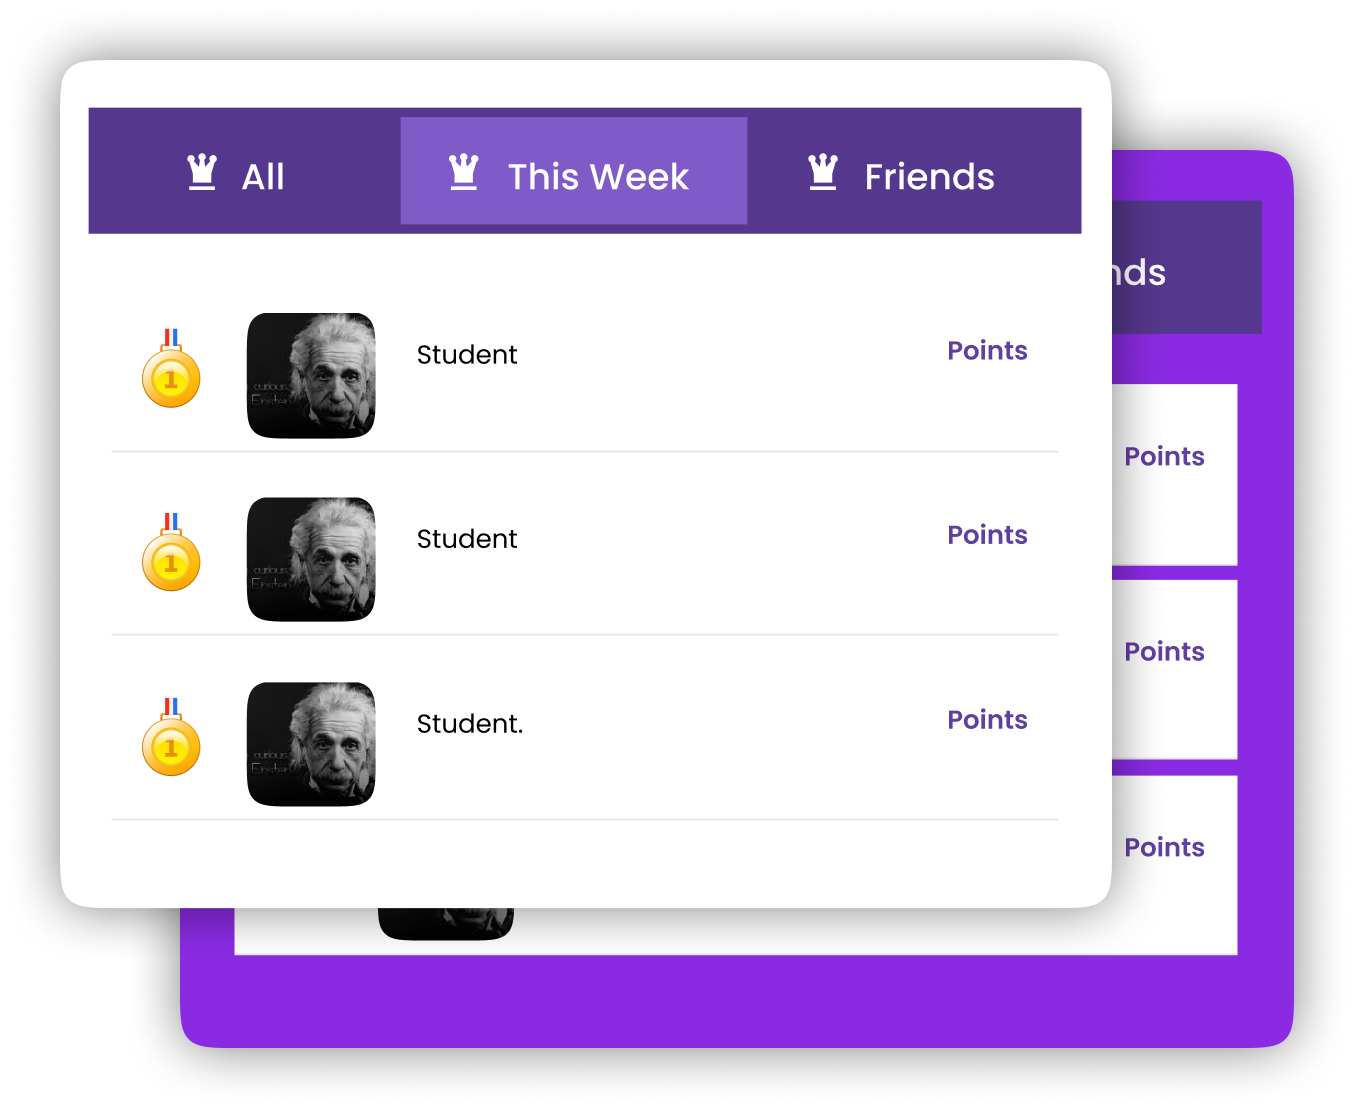 All
This Week
Friends
nds
1
Student
Points
curious.
Einstein
Points
1
Student
Points
curious.
Einstein
Points
1
Student.
Points
curious.
Einstein
Points